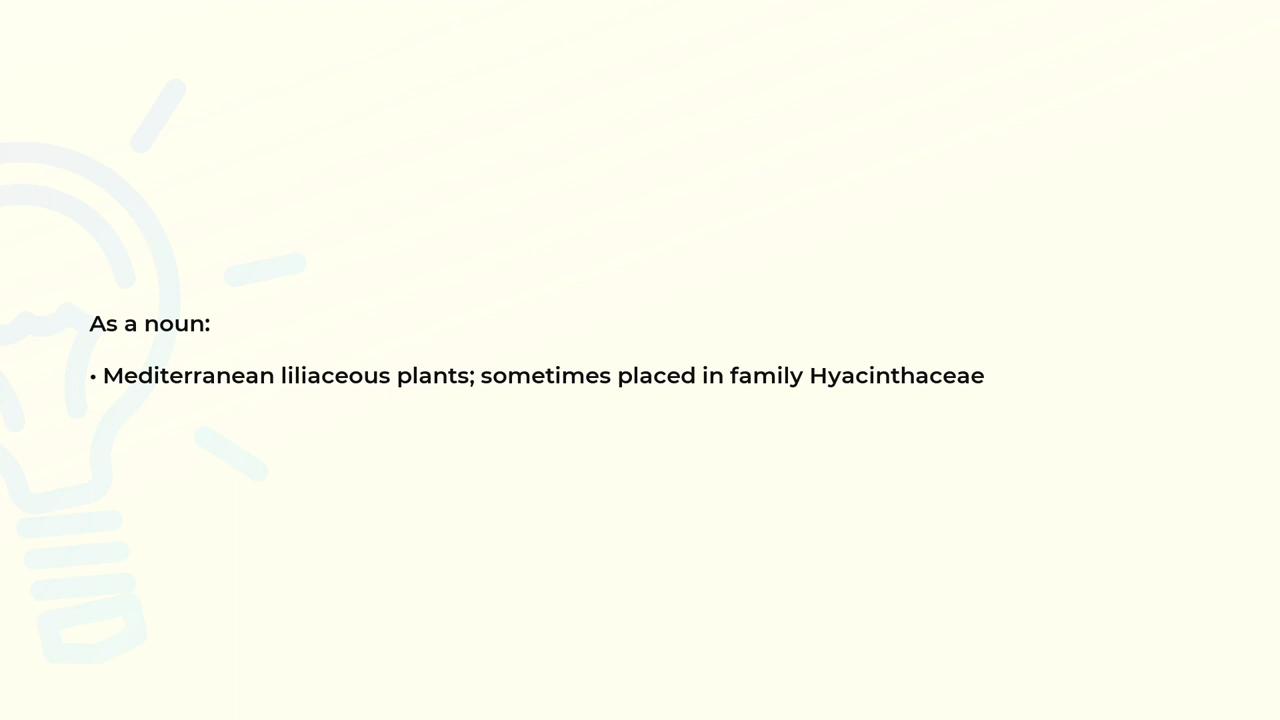 As a noun:
• Mediterranean liliaceous plants; sometimes placed in family Hyacinthaceae